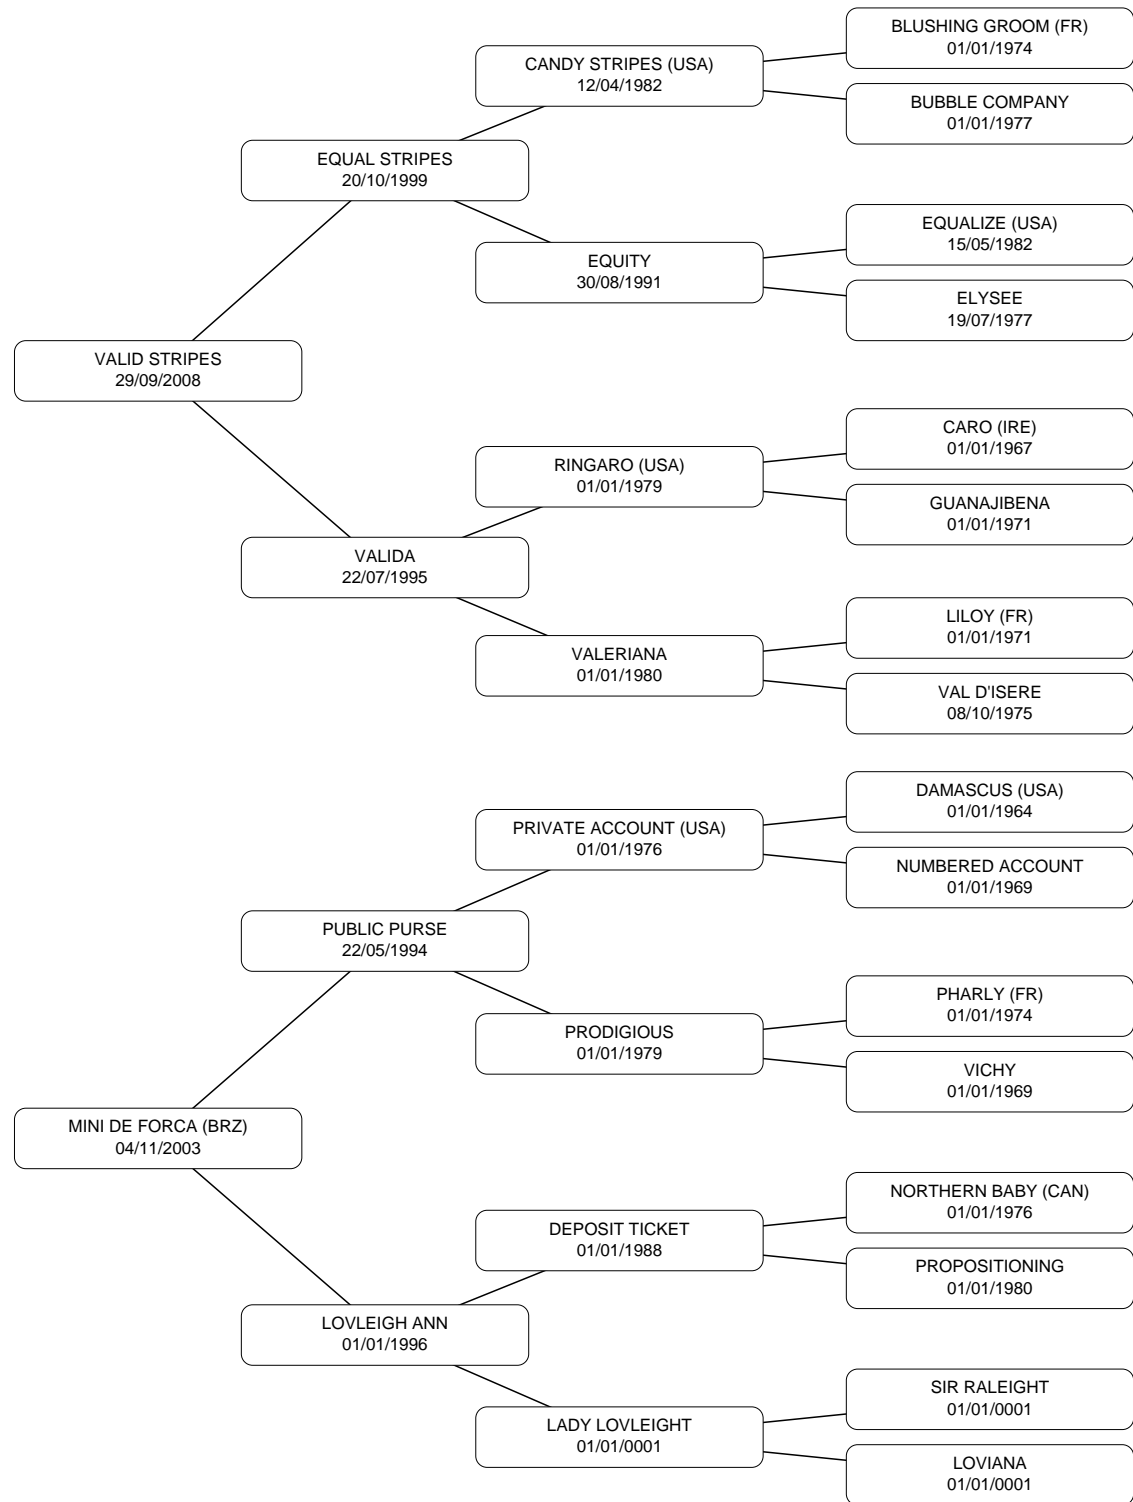 BLUSHING GROOM (FR)
01/01/1974
CANDY STRIPES (USA)
12/04/1982
BUBBLE COMPANY
01/01/1977
EQUAL STRIPES
20/10/1999
EQUALIZE (USA)
15/05/1982
EQUITY
30/08/1991
ELYSEE
19/07/1977
VALID STRIPES
29/09/2008
CARO (IRE)
01/01/1967
RINGARO (USA)
01/01/1979
GUANAJIBENA
01/01/1971
VALIDA
22/07/1995
LILOY (FR)
01/01/1971
VALERIANA
01/01/1980
VAL D'ISERE
08/10/1975
DAMASCUS (USA)
01/01/1964
PRIVATE ACCOUNT (USA)
01/01/1976
NUMBERED ACCOUNT
01/01/1969
PUBLIC PURSE
22/05/1994
PHARLY (FR)
01/01/1974
PRODIGIOUS
01/01/1979
VICHY
01/01/1969
MINI DE FORCA (BRZ)
04/11/2003
NORTHERN BABY (CAN)
01/01/1976
DEPOSIT TICKET
01/01/1988
PROPOSITIONING
01/01/1980
LOVLEIGH ANN
01/01/1996
SIR RALEIGHT
01/01/0001
LADY LOVLEIGHT
01/01/0001
LOVIANA
01/01/0001